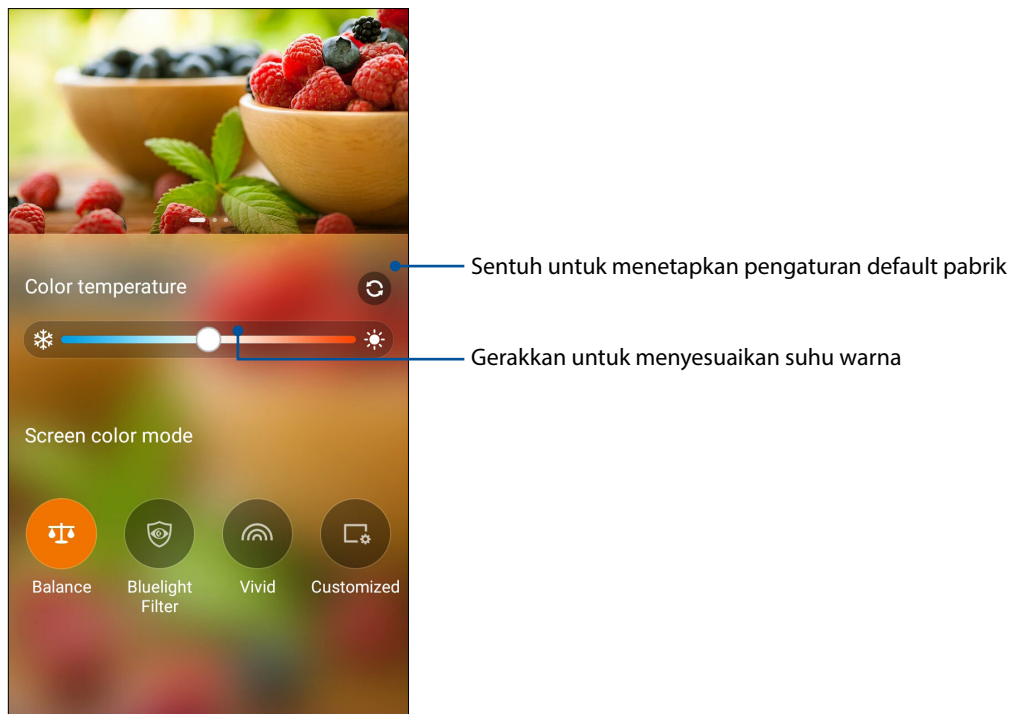 Color temperature
Sentuh untuk menetapkan pengaturan default pabrik
Gerakkan untuk menyesuaikan suhu warna
Screen color mode
Balance
Bluelight
Filter
Vivid
Customized